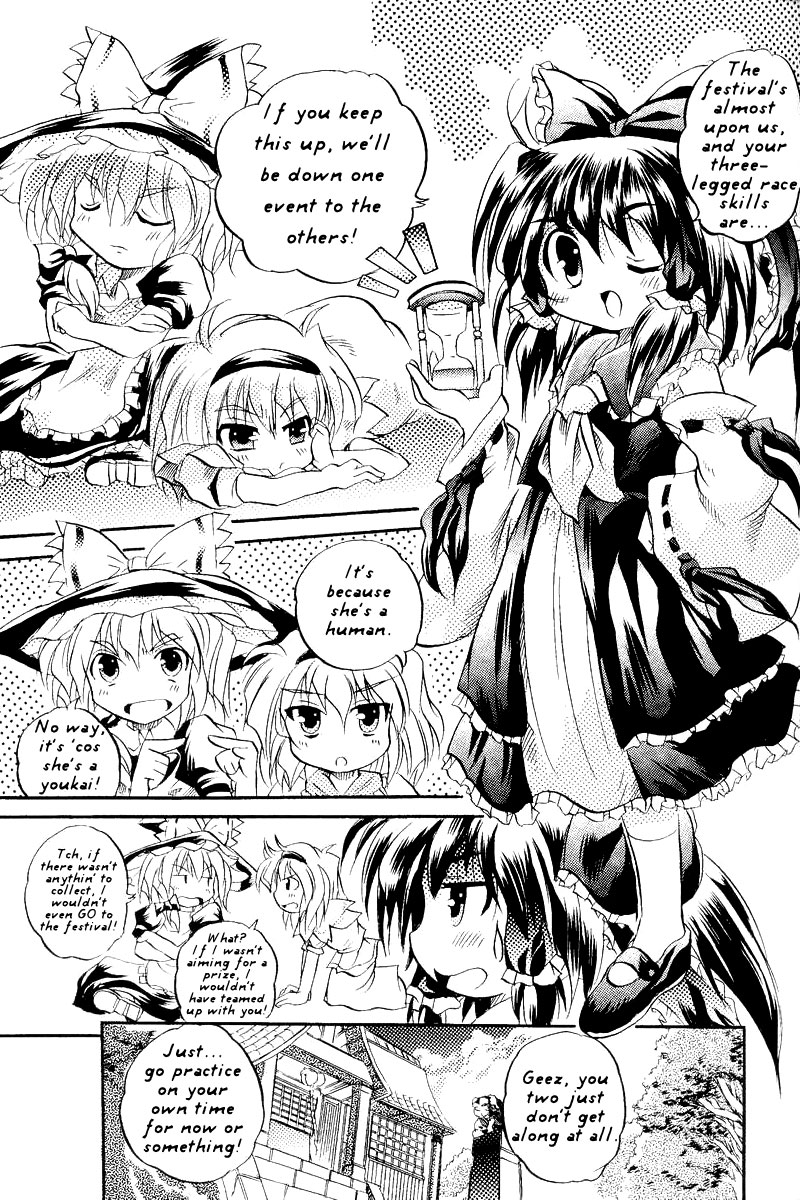 The
festival's
almost
upon us,
and your
three-
legged race
skills
are...
If you keep
this up, we'll
be down one
event to the
others!
It's
because
she's a
human.
No way,
it's 'cos
she's a
youkai!
Tch, if
there wasn't
anythin' to
collect, I
wouldn't
even GO to
the festival!
What?
If I wasn't
aiming for a
prize, I
wouldn't
have teamed
up with you!
Geez, you
two just
don't get
along at all.
Just...
go practice
on your
own time
for now or
something!